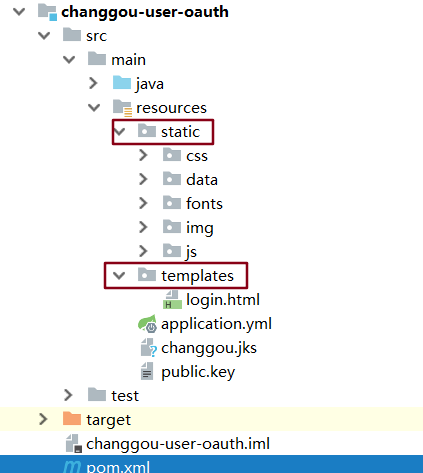 changgou-user-oauth
src
main
java
resources
static
css
data
fonts
img
js
templates
login.html
application.yml
changgou.jks
public.key
test
target
changgou-user-oauth.iml
pom.xml